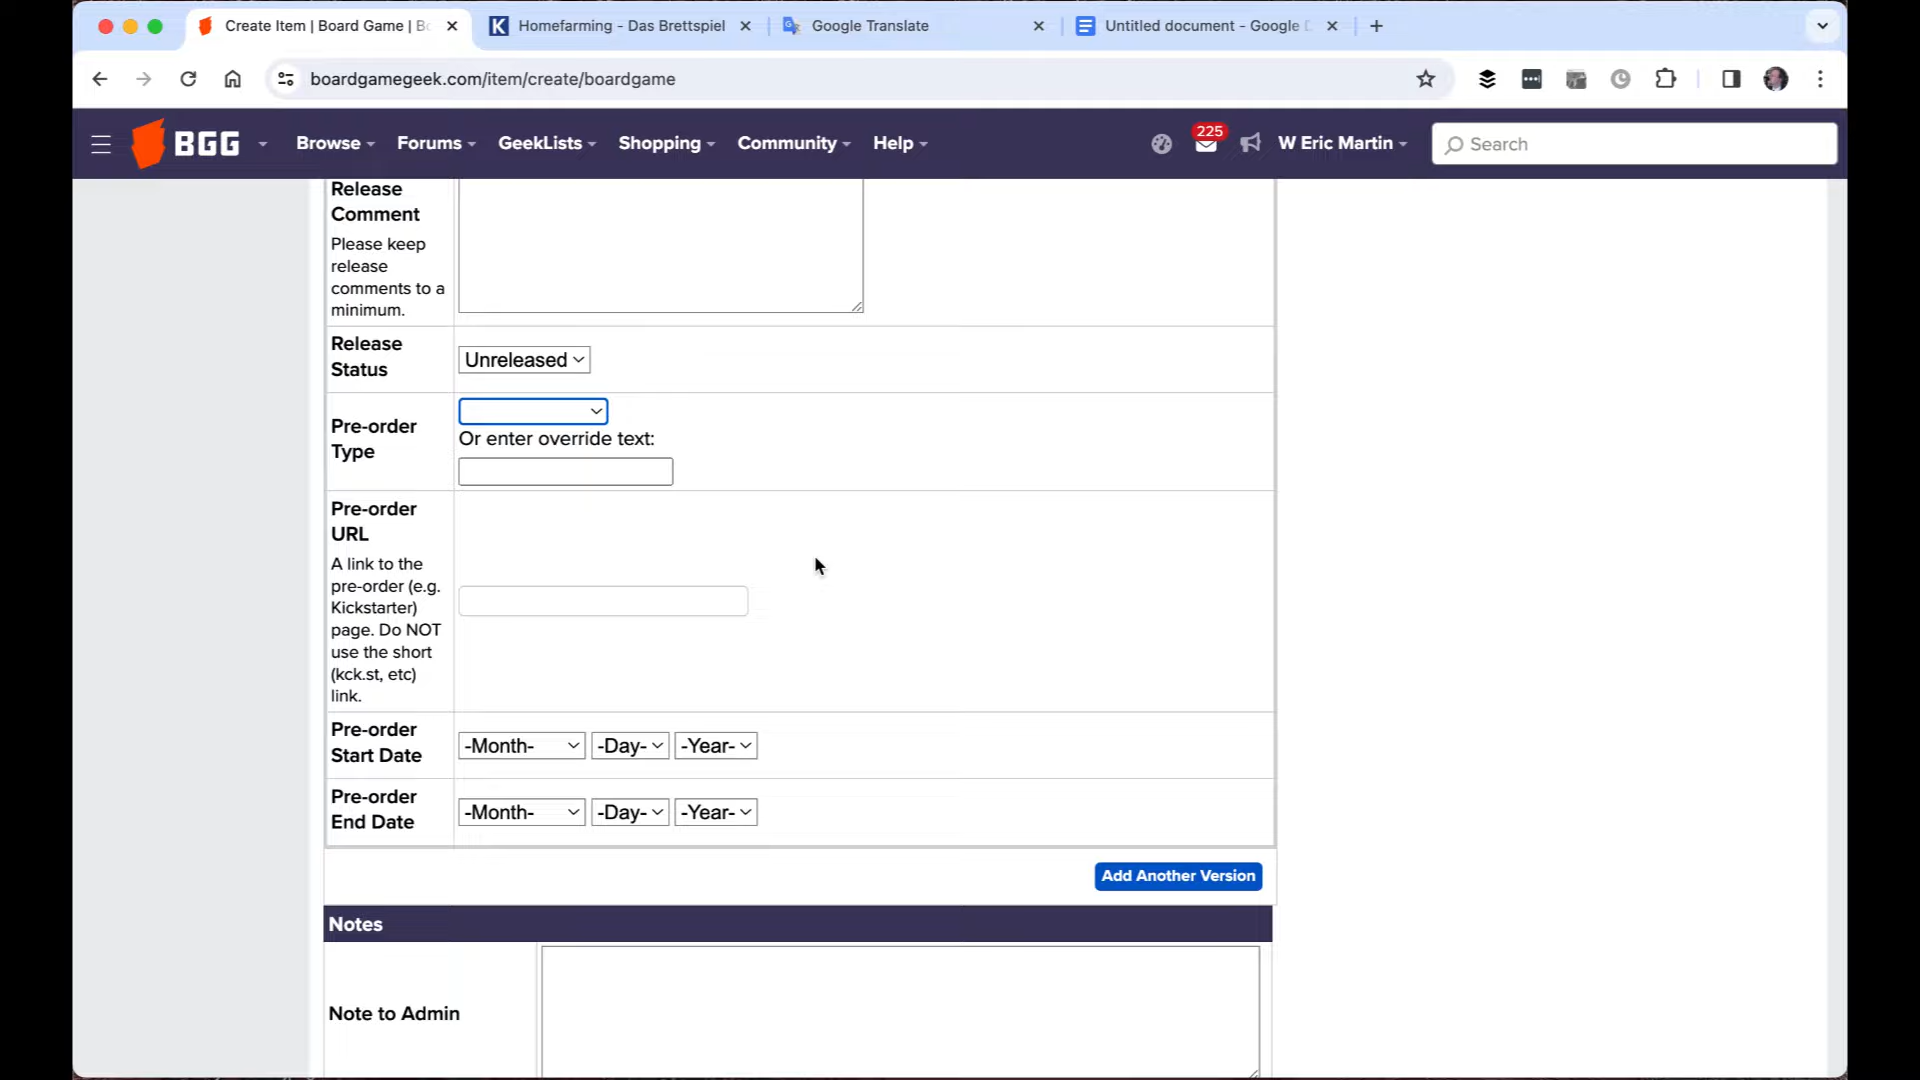 Create Item | Board Game | B
Homefarming - Das Brettspiel
Google Translate
Untitled document - Google
boardgamegeek.com/item/create/boardgame
BGG
Browse
Forums
GeekLists
Shopping
Community
Help
225
W Eric Martin
Search
Release
Comment
Please keep
release
comments to a
minimum.
Release
Status
Unreleased
Pre-order
Type
Or enter override text:
Pre-order
URL
A link to the
pre-order (e.g.
Kickstarter)
page. Do NOT
use the short
(kck.st, etc)
link.
Pre-order
Start Date
-Month-
-Day-
-Year-
Pre-order
End Date
-Month-
-Day-
-Year-
Add Another Version
Notes
Note to Admin